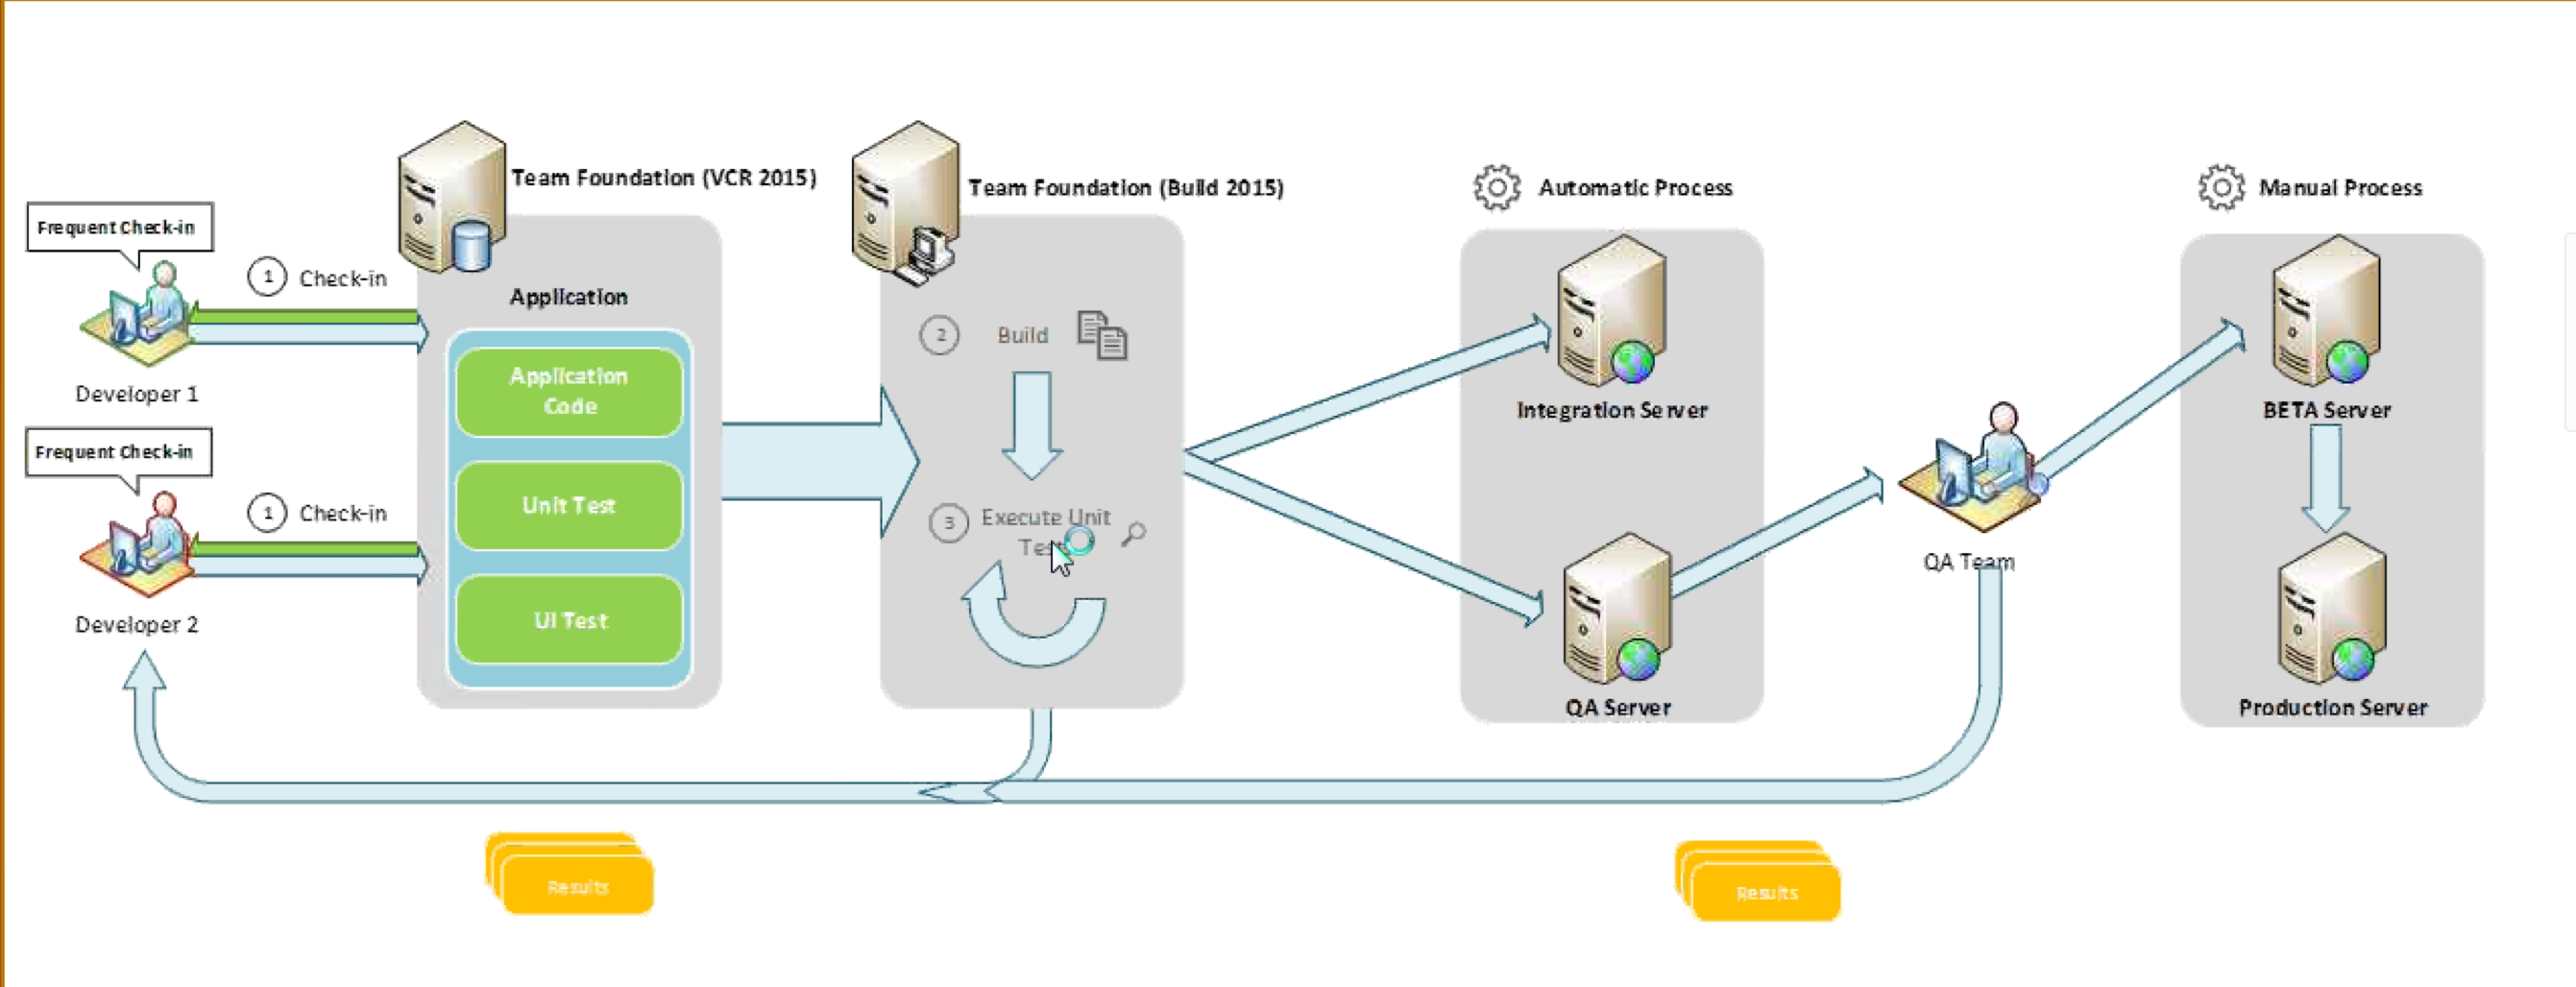 Team Foundation (VCR 2015)
Team Foundation (Build 2015)
Automatic Process
Manual Process
Frequent Check-in
1 Check-in
Developer 1
Frequent Check-in
1 Check-in
Developer 2
Application
Application
Code
Unit Test
UI Test
2 Build
3 Execute Unit
Integration Server
QA Server
QA Team
BETA Server
Production Server
Results
Results